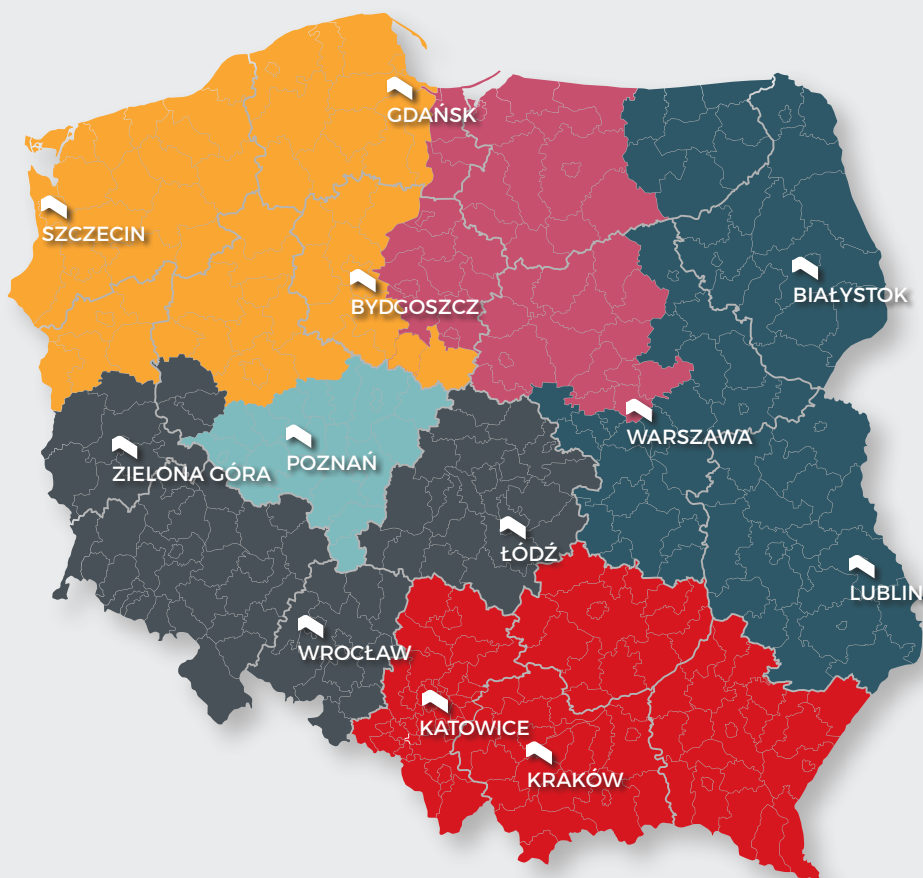 GDAŃSK
SZCZECIN
BYDGOSZCZ
BIAŁYSTOK
WARSZAWA
ZIELONA GÓRA
POZNAŃ
ŁÓDŹ
LUBLIN
WROCŁAW
KATOWICE
KRAKÓW